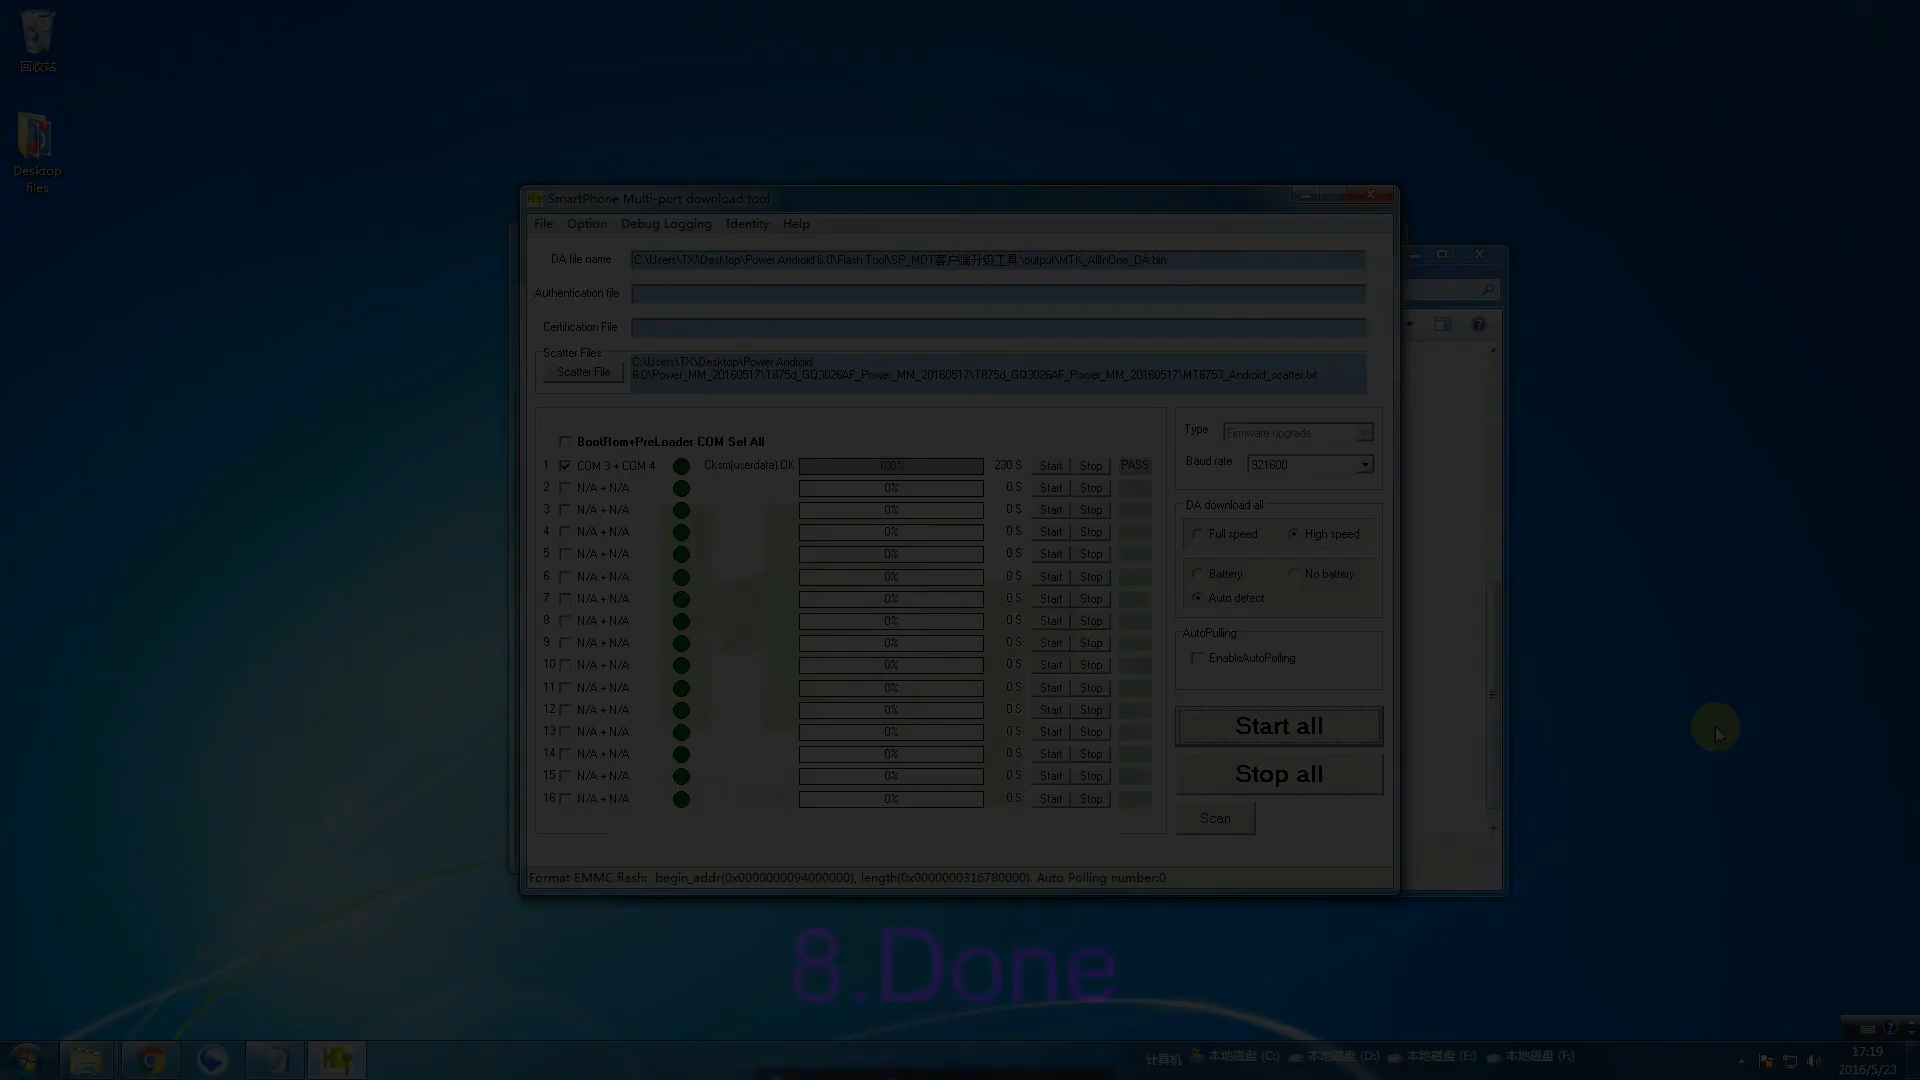 回收站
Desktop
files
SmartPhone Multi-port download tool
File Option Debug Logging Identity Help
DA file name C:\Users\TX\Desktop\Power Android 6.0\Flash Tool\SP_MDT客户端升级工具\output\MTK_AllInOne_DA.bin
Authentication file
Certification File
Scatter Files
Scatter File
C:\Users\TX\Desktop\Power Android
6.0\Power_MM_20160517\T875d_GQ3026AF_Power_MM_20160517\T875d_GQ3026AF_Power_MM_20160517\MT6753_Android_scatter.txt
BootRom+PreLoader COM Sel All
1 COM 3 + COM 4 Cksm(userdata) OK 100% 230 S Start Stop PASS
2 N/A + N/A 0% 0 S Start Stop
3 N/A + N/A 0% 0 S Start Stop
4 N/A + N/A 0% 0 S Start Stop
5 N/A + N/A 0% 0 S Start Stop
6 N/A + N/A 0% 0 S Start Stop
7 N/A + N/A 0% 0 S Start Stop
8 N/A + N/A 0% 0 S Start Stop
9 N/A + N/A 0% 0 S Start Stop
10 N/A + N/A 0% 0 S Start Stop
11 N/A + N/A 0% 0 S Start Stop
12 N/A + N/A 0% 0 S Start Stop
13 N/A + N/A 0% 0 S Start Stop
14 N/A + N/A 0% 0 S Start Stop
15 N/A + N/A 0% 0 S Start Stop
16 N/A + N/A 0% 0 S Start Stop
Type Firmware upgrade
Baud rate 921600
DA download all
Full speed High speed
Battery No battery
Auto detect
AutoPulling
EnableAutoPolling
Start all
Stop all
Scan
Format EMMC flash: begin_addr(0x0000000094000000), length(0x0000000316780000). Auto Polling number:0
8.Done
计算机 本地磁盘 (C:) 本地磁盘 (D:) 本地磁盘 (E:) 本地磁盘 (F:)
17:19
2016/5/23